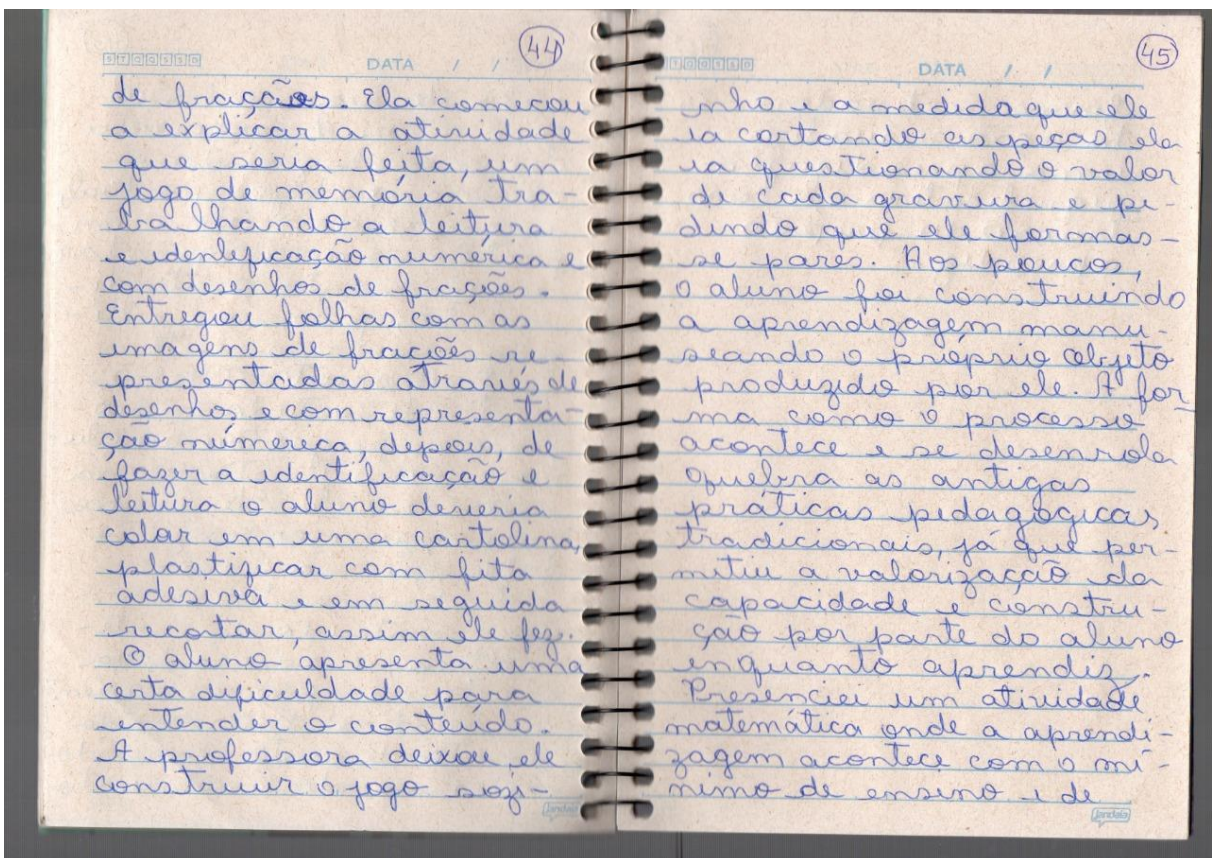 44
DATA / /
de frações. Ela começou
a explicar a atividade
que seria feita, um
jogo de memória tra-
balhando a leitura
e identificação numerica e
com desenhos de frações.
Entregou folhas com as
imagens de frações re-
presentadas através de
desenhos e com representa-
ção númerica, depois, de
fazer a identificação e
leitura o aluno deveria
colar em uma cartolina,
plastificar com fita
adesiva e em seguida
recortar, assim ele fez.
O aluno apresenta uma
certa dificuldade para
entender o conteúdo.
A professora deixou ele
construir o jogo sozi-
jandaia
45
DATA / /
nho e a medida que ele
ia cortando as peças ela
ia questionando o valor
de cada gravura e pe-
dindo que ele formas-
se pares. Aos poucos,
o aluno foi construindo
a aprendizagem manu-
seando o próprio objeto
produzido por ele. A for-
ma como o processo
acontece e se desenrola
quebra as antigas
práticas pedagógicas
tradicionais, já que per-
mitiu a valorização da
capacidade e constru-
ção por parte do aluno
enquanto aprendiz.
Presenciei um atividade
matemática onde a aprendi-
zagem acontece com o mí-
nimo de ensino e de
jandaia